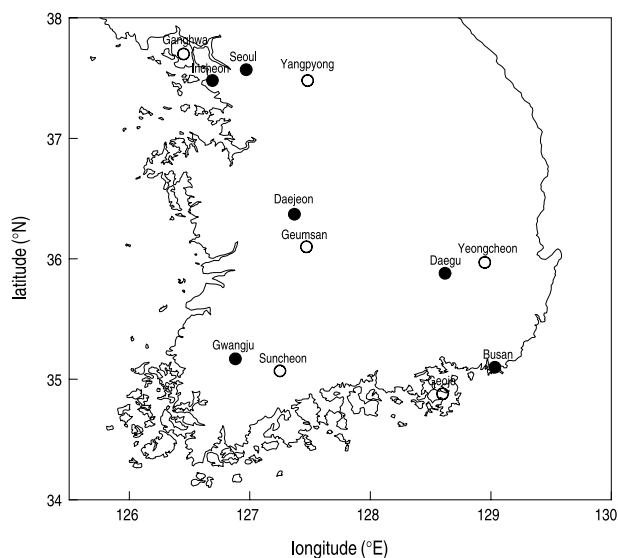 38
Ganghwa
Seoul
Incheon
Yangpyong
37
Daejeon
Geumsan
36
Yeongcheon
Daegu
latitude (°N)
Gwangju
Suncheon
Busan
35
Geoje
34
126
127
128
129
130
longitude (°E)